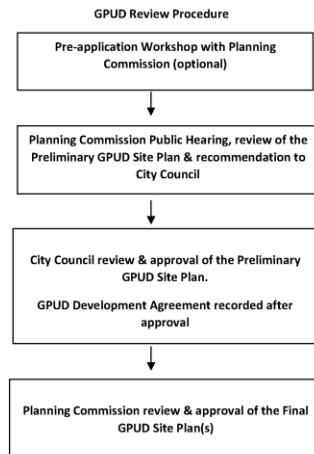 GPUD Review Procedure
Pre-application Workshop with Planning
Commission (optional)
Planning Commission Public Hearing, review of the
Preliminary GPUD Site Plan & recommendation to
City Council
City Council review & approval of the Preliminary
GPUD Site Plan.
GPUD Development Agreement recorded after
approval
Planning Commission review & approval of the Final
GPUD Site Plan(s)